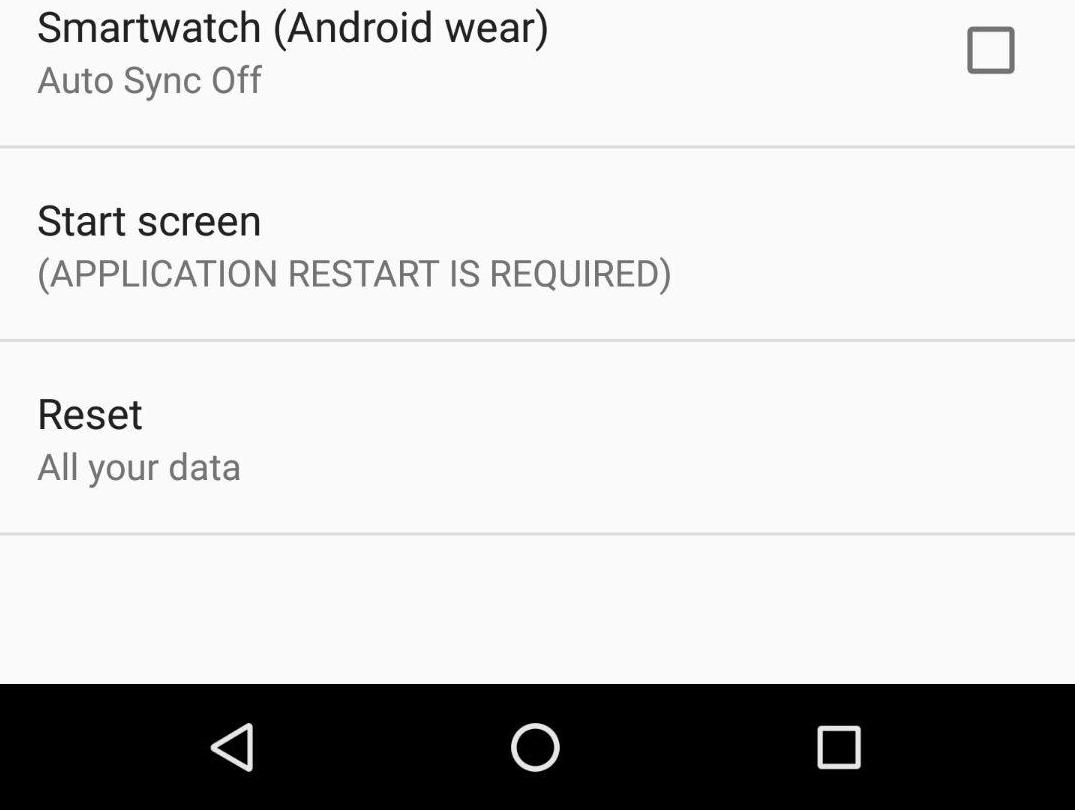 Smartwatch (Android wear)
Auto Sync Off
Start screen
(APPLICATION RESTART IS REQUIRED)
Reset
All your data